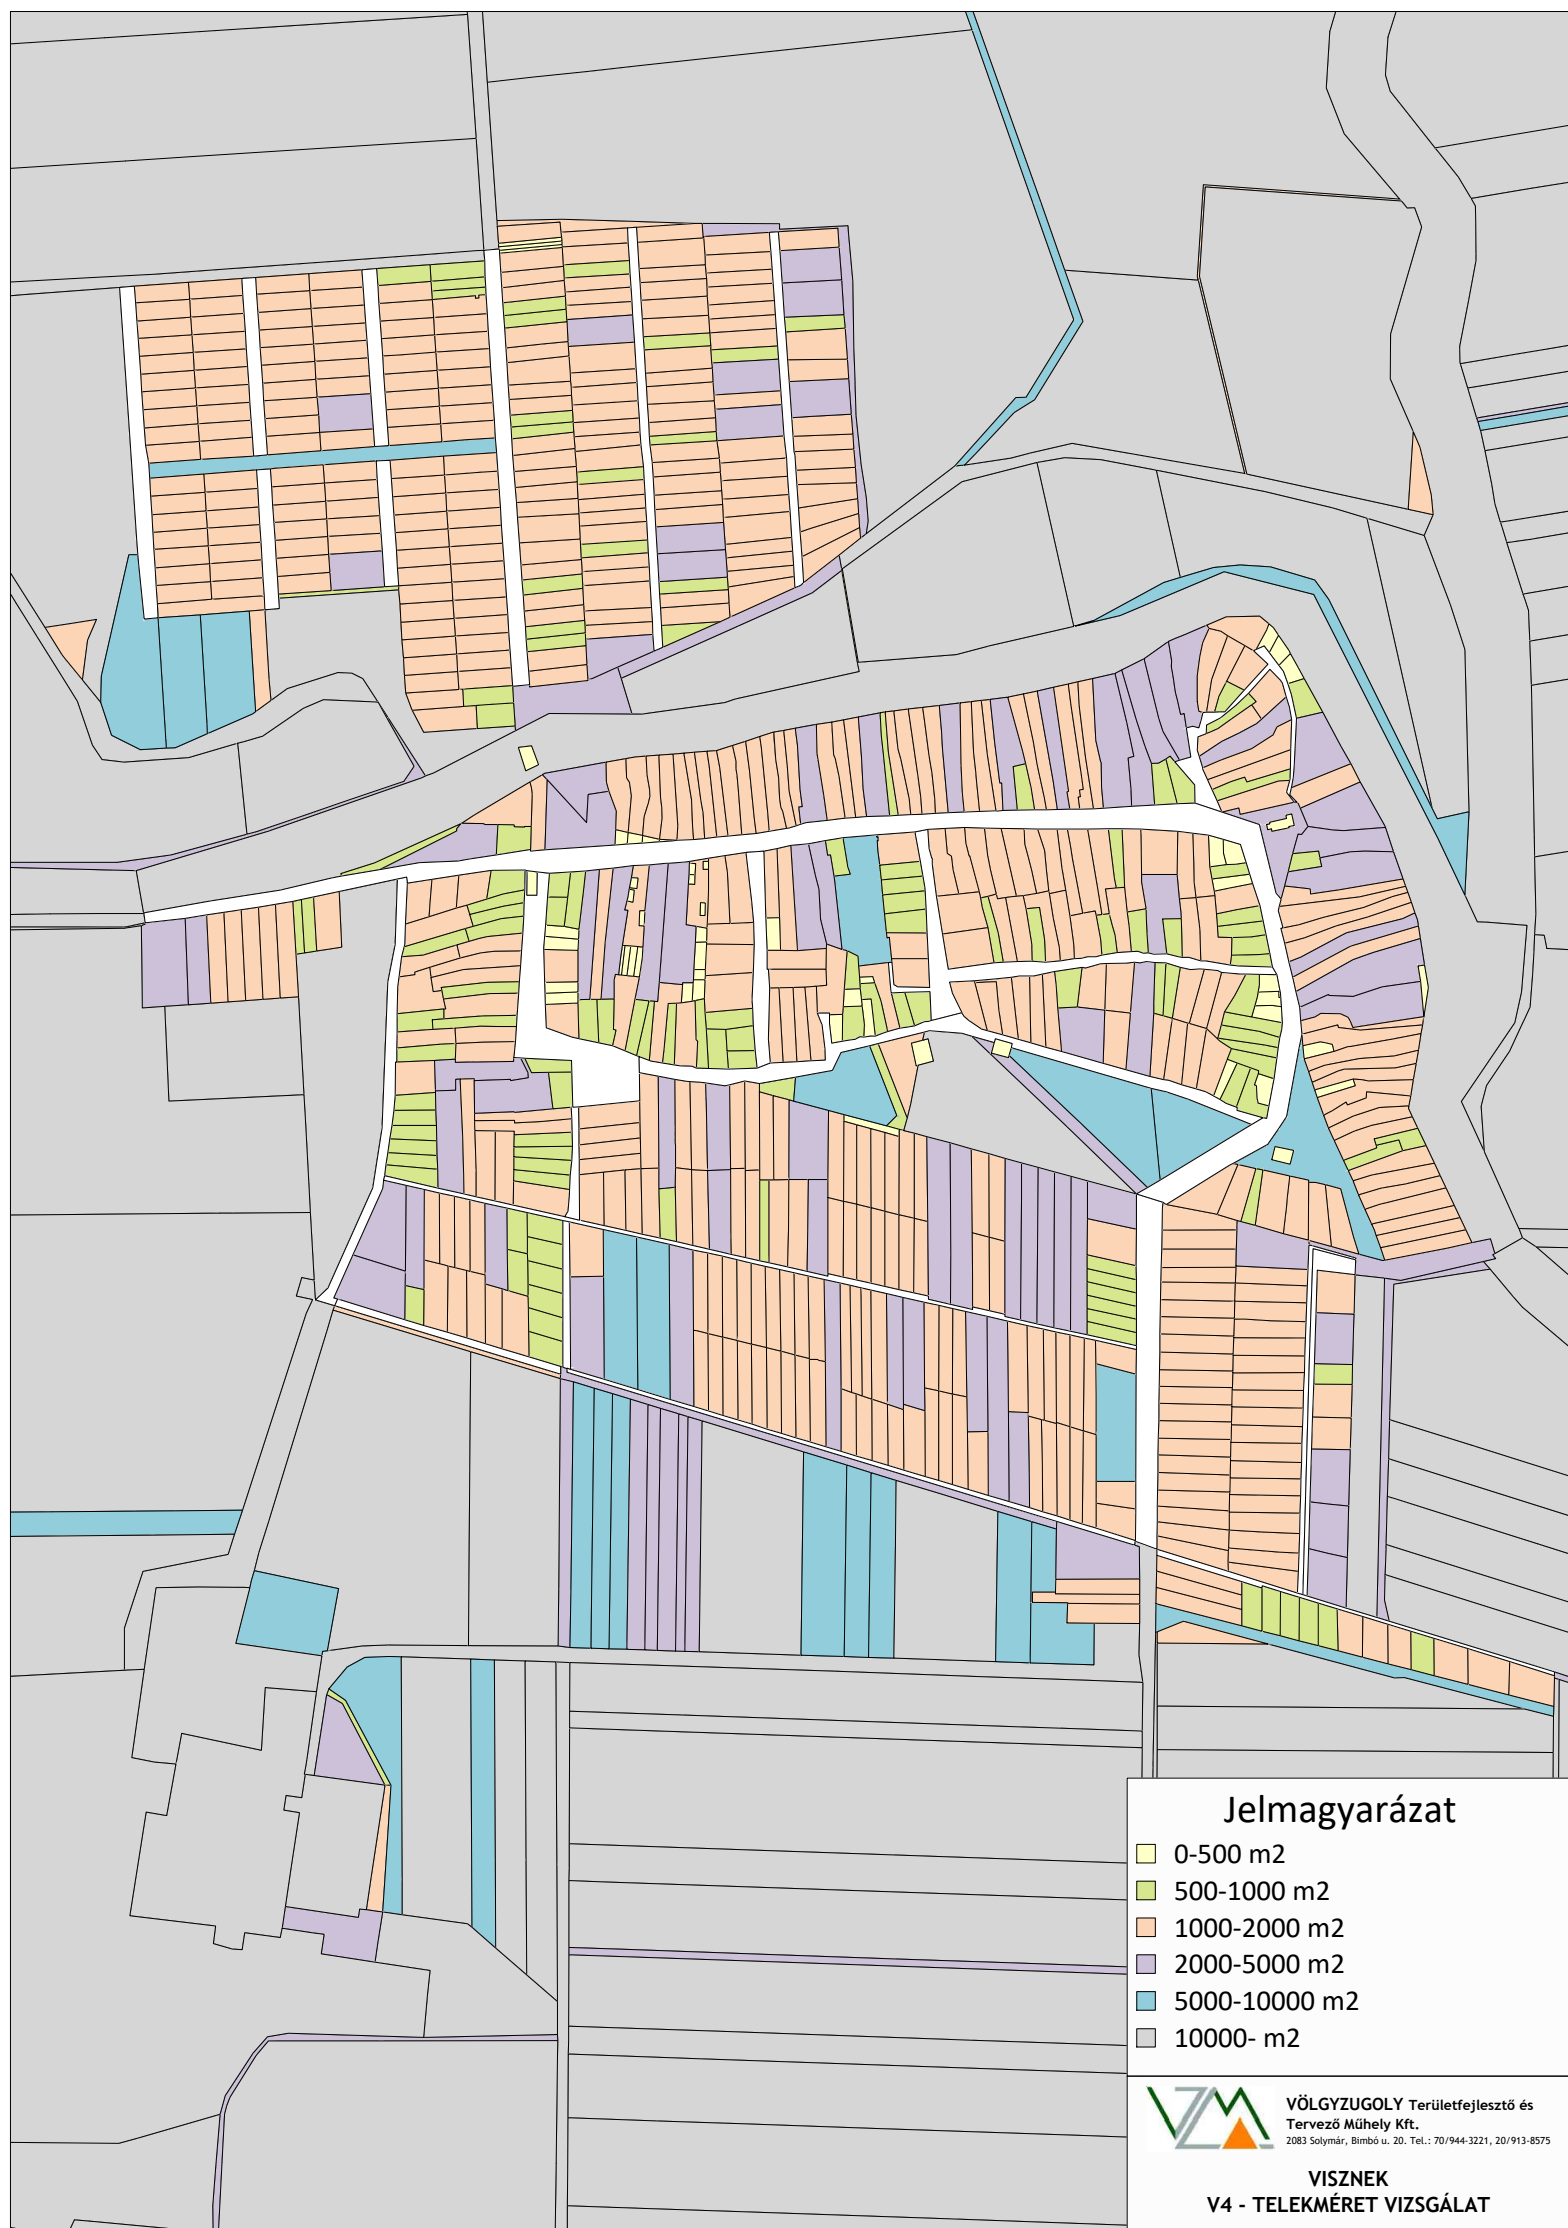 Jelmagyarázat
0-500 m2
500-1000 m2
1000-2000 m2
2000-5000 m2
5000-10000 m2
10000- m2
VÖLGYZUGOLY Területfejlesztő és
Tervező Műhely Kft.
2083 Solymár, Bimbó u. 20. Tel.: 70/944-3221, 20/913-8575
VISZNEK
V4 - TELEKMÉRET VIZSGÁLAT